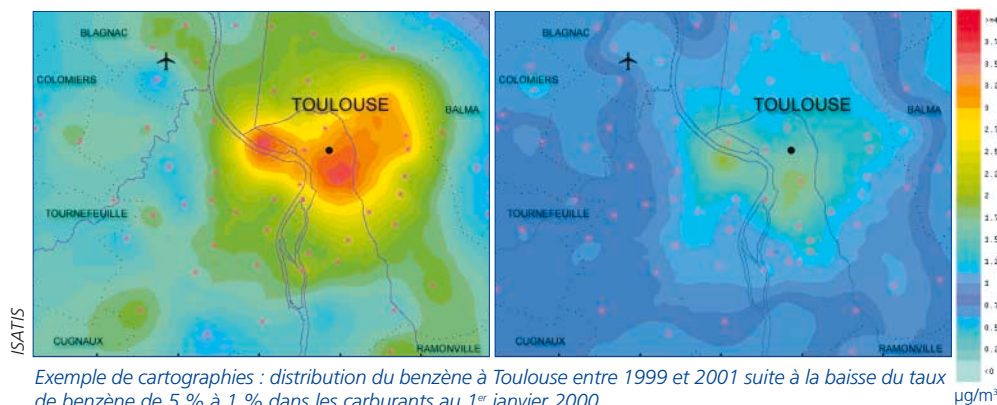 BLAGNAC
COLOMIERS
TOULOUSE
BALMA
TOURNEFEUILLE
CUGNAUX
RAMONVILLE
BLAGNAC
COLOMIERS
TOULOUSE
BALMA
TOURNEFEUILLE
CUGNAUX
RAMONVILLE
µg/m³
ISATIS
Exemple de cartographies : distribution du benzène à Toulouse entre 1999 et 2001 suite à la baisse du taux
de benzène de 5 % à 1 % dans les carburants au 1er janvier 2000